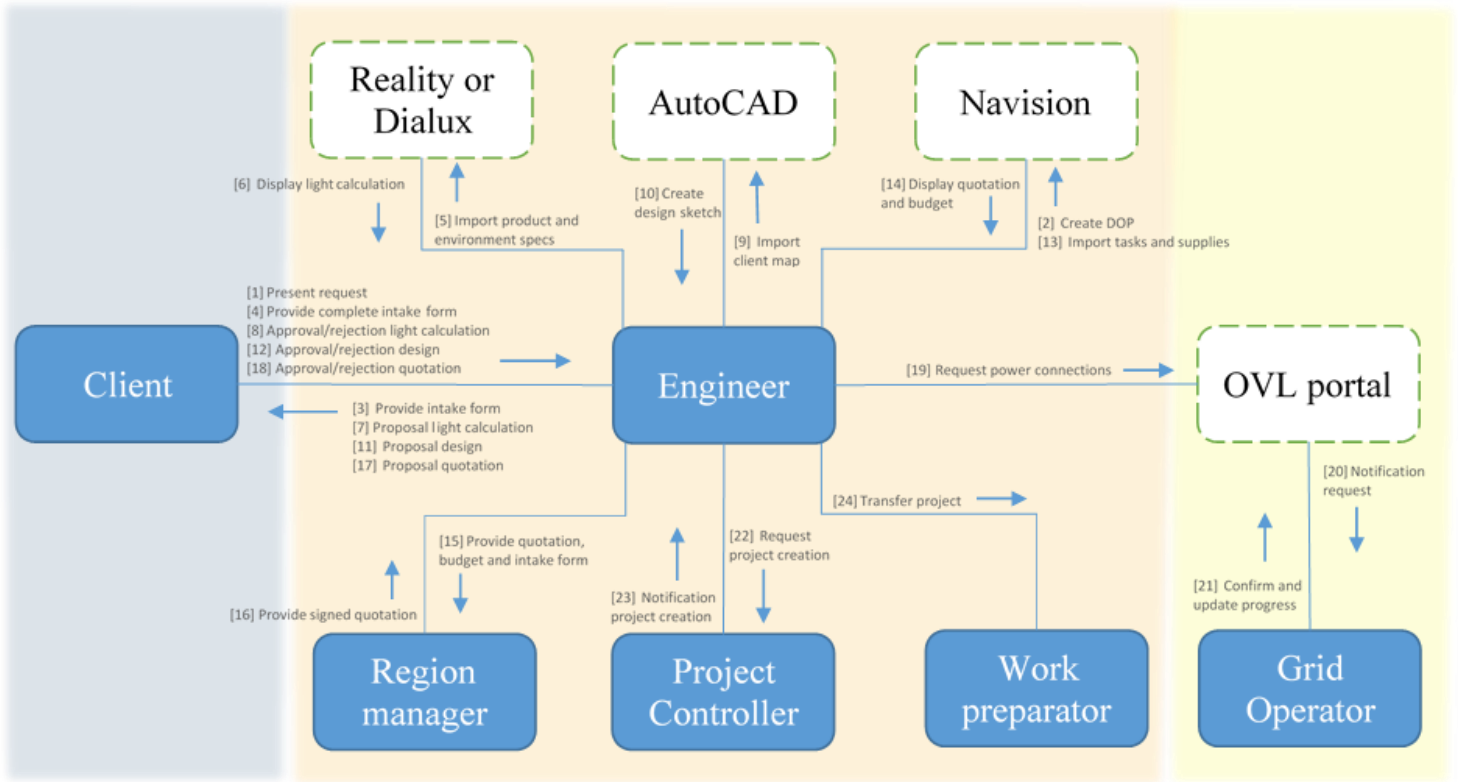 Reality or
Dialux
AutoCAD
Navision
[6] Display light calculation
[5] Import product and
environment specs
[10] Create
design sketch
[9] Import
client map
[14] Display quotation
and budget
[2] Create DOP
[13] Import tasks and supplies
[1] Present request
[4] Provide complete intake form
[8] Approval/rejection light calculation
[12] Approval/rejection design
[18] Approval/rejection quotation
Client
Engineer
[19] Request power connections
OVL portal
[3] Provide intake form
[7] Proposal light calculation
[11] Proposal design
[17] Proposal quotation
[15] Provide quotation,
budget and intake form
[16] Provide signed quotation
[22] Request
project creation
[23] Notification
project creation
[24] Transfer project
[20] Notification
request
[21] Confirm and
update progress
Region
manager
Project
Controller
Work
preparator
Grid
Operator